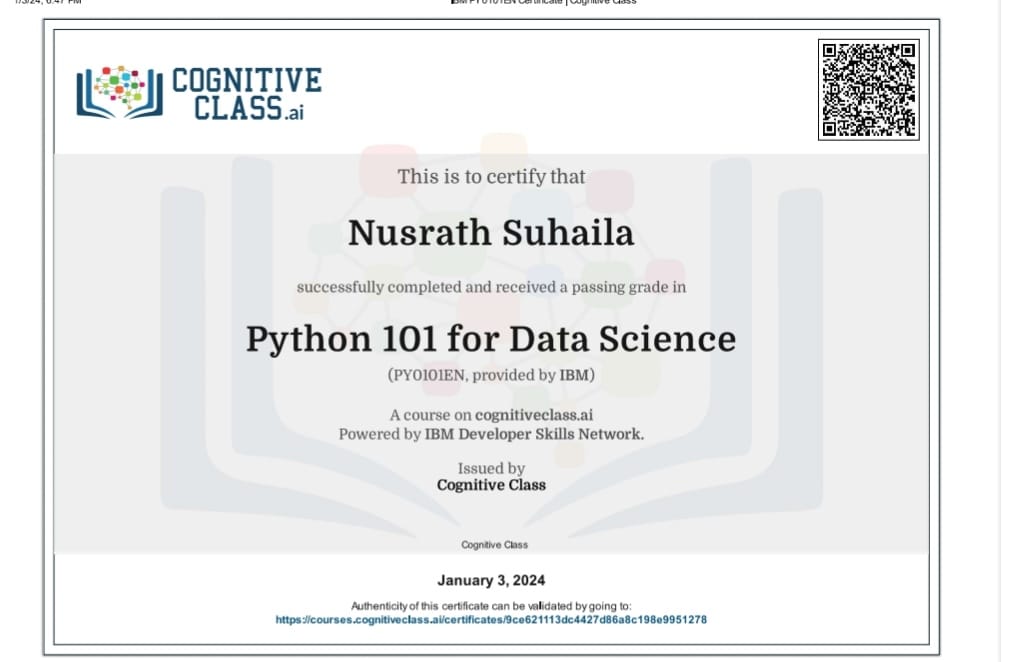 1/3/24, 6:47 PM
IBM PY0101EN Certificate | Cognitive Class
COGNITIVE
CLASS.ai
This is to certify that
Nusrath Suhaila
successfully completed and received a passing grade in
Python 101 for Data Science
(PY0101EN, provided by IBM)
A course on cognitiveclass.ai
Powered by IBM Developer Skills Network.
Issued by
Cognitive Class
Cognitive Class
January 3, 2024
Authenticity of this certificate can be validated by going to:
https://courses.cognitiveclass.ai/certificates/9ce621113dc4427d86a8c198e9951278